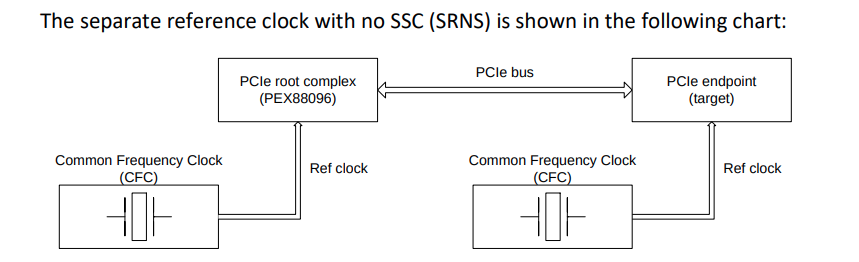 The separate reference clock with no SSC (SRNS) is shown in the following chart:
PCIe root complex
(PEX88096)
PCIe bus
PCIe endpoint
(target)
Common Frequency Clock
(CFC)
Ref clock
Common Frequency Clock
(CFC)
Ref clock